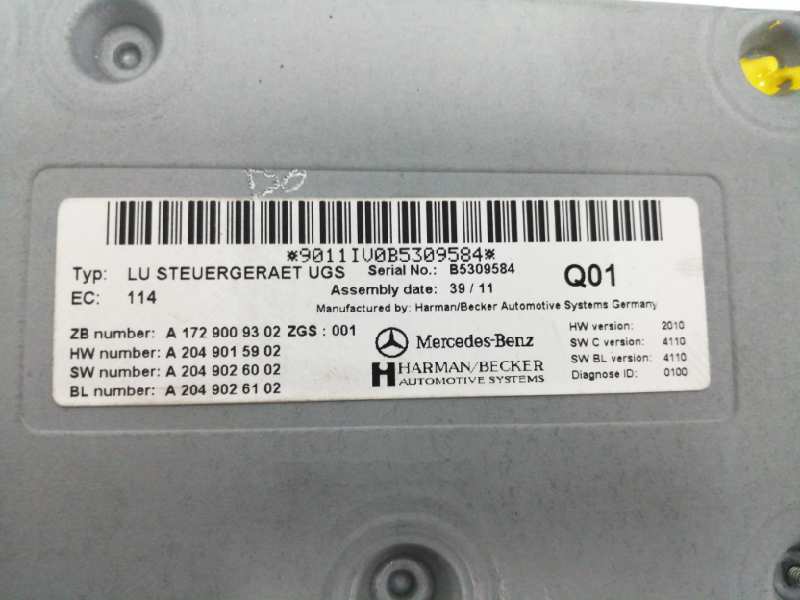 *9011IV0B5309584*
Typ: LU STEUERGERAET UGS Serial No.: B5309584 Q01
EC: 114 Assembly date: 39 / 11
Manufactured by: Harman/Becker Automotive Systems Germany
ZB number: A 172 900 93 02 ZGS : 001
HW number: A 204 901 59 02
SW number: A 204 902 60 02
BL number: A 204 902 61 02
Mercedes-Benz
HARMAN/BECKER
AUTOMOTIVE SYSTEMS
HW version: 2010
SW C version: 4110
SW BL version: 4110
Diagnose ID: 0100